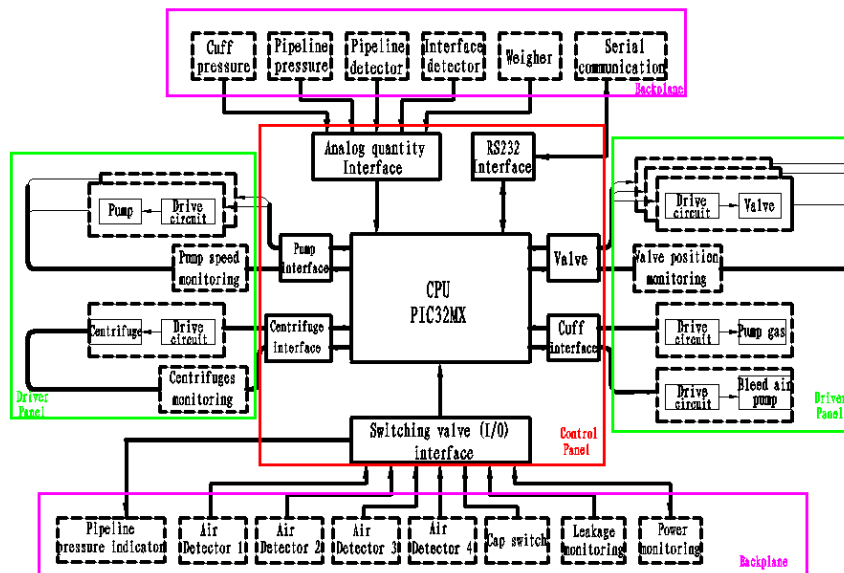 Cuff
pressure
Pipeline
pressure
Pipeline
detector
Interface
detector
Weigher
Serial
communication
Backplane
Analog quantity
Interface
RS232
Interface
Pump
Drive
circuit
Pump speed
monitoring
Pump
interface
Centrifuge
Drive
circuit
Centrifuge
interface
Centrifuges
monitoring
Driver
Panel
CPU
PIC32MX
Valve
Drive
circuit
Valve
Valve position
monitoring
Cuff
interface
Drive
circuit
Pump gas
Drive
circuit
Bleed air
pump
Driver
Panel
Switching valve (I/O)
interface
Control
Panel
Pipeline
pressure indicator
Air
Detector 1
Air
Detector 2
Air
Detector 3
Air
Detector 4
Cap switch
Leakage
monitoring
Power
monitoring
Backplane